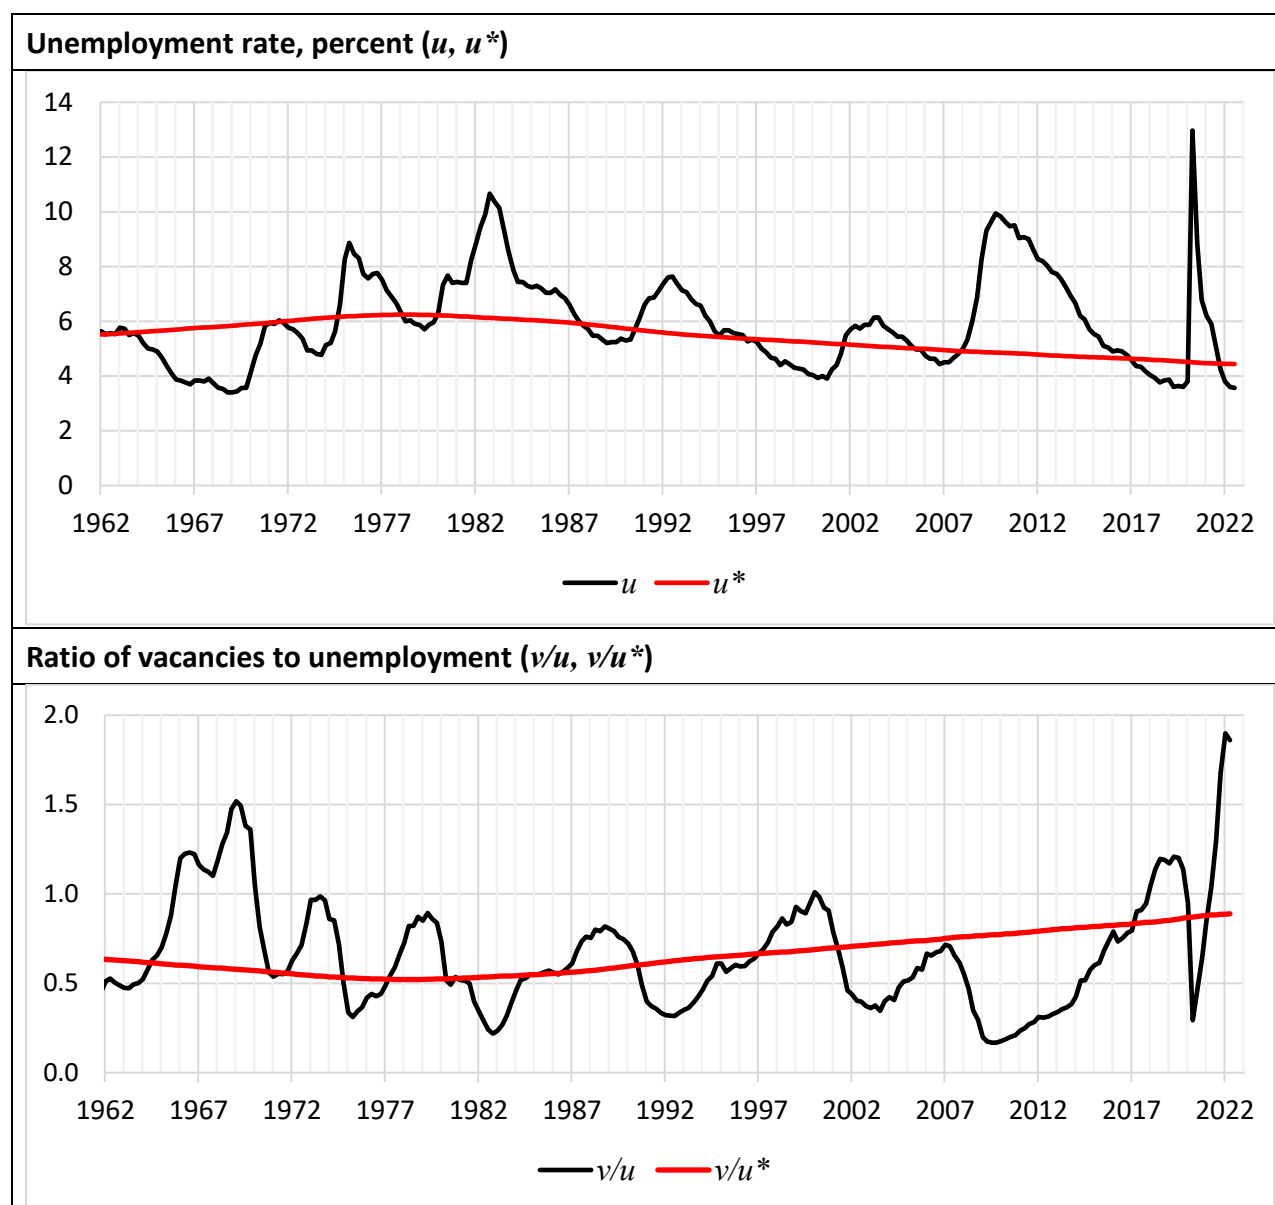 Unemployment rate, percent (u, u*)
14
12
10
8
6
4
2
0
1962 1967 1972 1977 1982 1987 1992 1997 2002 2007 2012 2017 2022
u u*
Ratio of vacancies to unemployment (v/u, v/u*)
2.0
1.5
1.0
0.5
0.0
1962 1967 1972 1977 1982 1987 1992 1997 2002 2007 2012 2017 2022
v/u v/u*